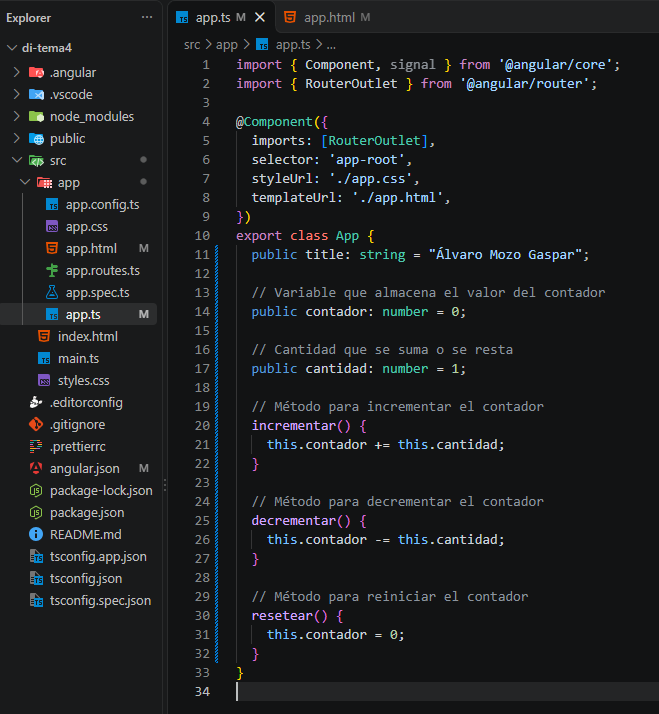 Explorer
di-tema4
.angular
.vscode
node_modules
public
src
app
app.config.ts
app.css
app.html M
app.routes.ts
app.spec.ts
app.ts M
index.html
main.ts
styles.css
.editorconfig
.gitignore
.prettierrc
angular.json M
package-lock.json
package.json
README.md
tsconfig.app.json
tsconfig.json
tsconfig.spec.json
app.ts M
app.html M
src > app > app.ts > ...
1 import { Component, signal } from '@angular/core';
2 import { RouterOutlet } from '@angular/router';
3
4 @Component({
5   imports: [RouterOutlet],
6   selector: 'app-root',
7   styleUrl: './app.css',
8   templateUrl: './app.html',
9 })
10 export class App {
11   public title: string = "Álvaro Mozo Gaspar";
12
13   // Variable que almacena el valor del contador
14   public contador: number = 0;
15
16   // Cantidad que se suma o se resta
17   public cantidad: number = 1;
18
19   // Método para incrementar el contador
20   incrementar() {
21     this.contador += this.cantidad;
22   }
23
24   // Método para decrementar el contador
25   decrementar() {
26     this.contador -= this.cantidad;
27   }
28
29   // Método para reiniciar el contador
30   resetear() {
31     this.contador = 0;
32   }
33 }
34